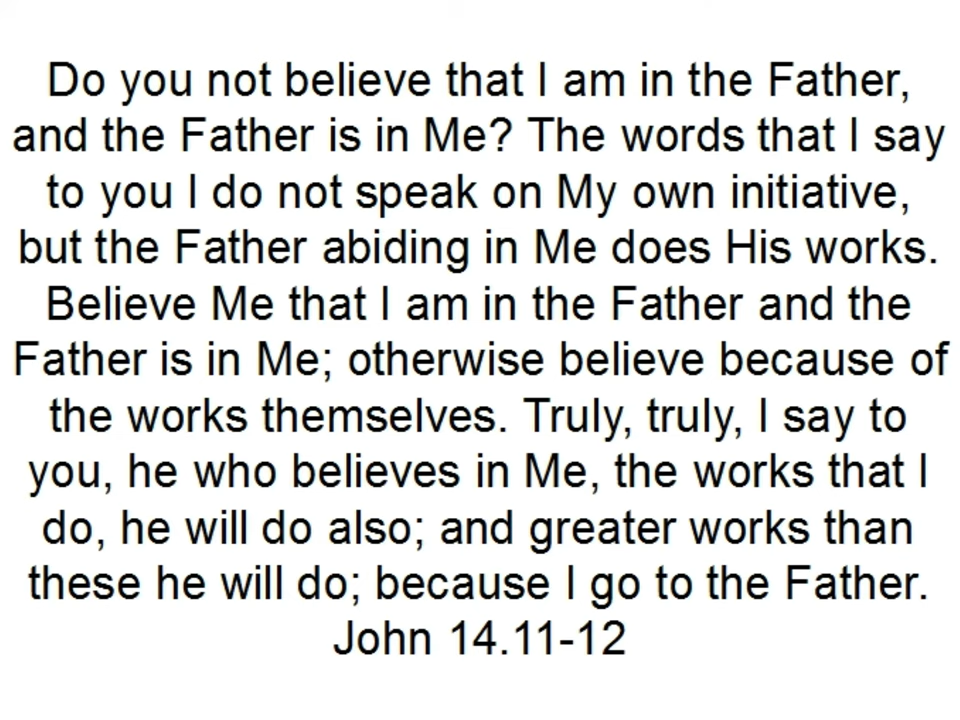 Do you not believe that I am in the Father,
and the Father is in Me? The words that I say
to you I do not speak on My own initiative,
but the Father abiding in Me does His works.
Believe Me that I am in the Father and the
Father is in Me; otherwise believe because of
the works themselves. Truly, truly, I say to
you, he who believes in Me, the works that I
do, he will do also; and greater works than
these he will do; because I go to the Father.
John 14.11-12